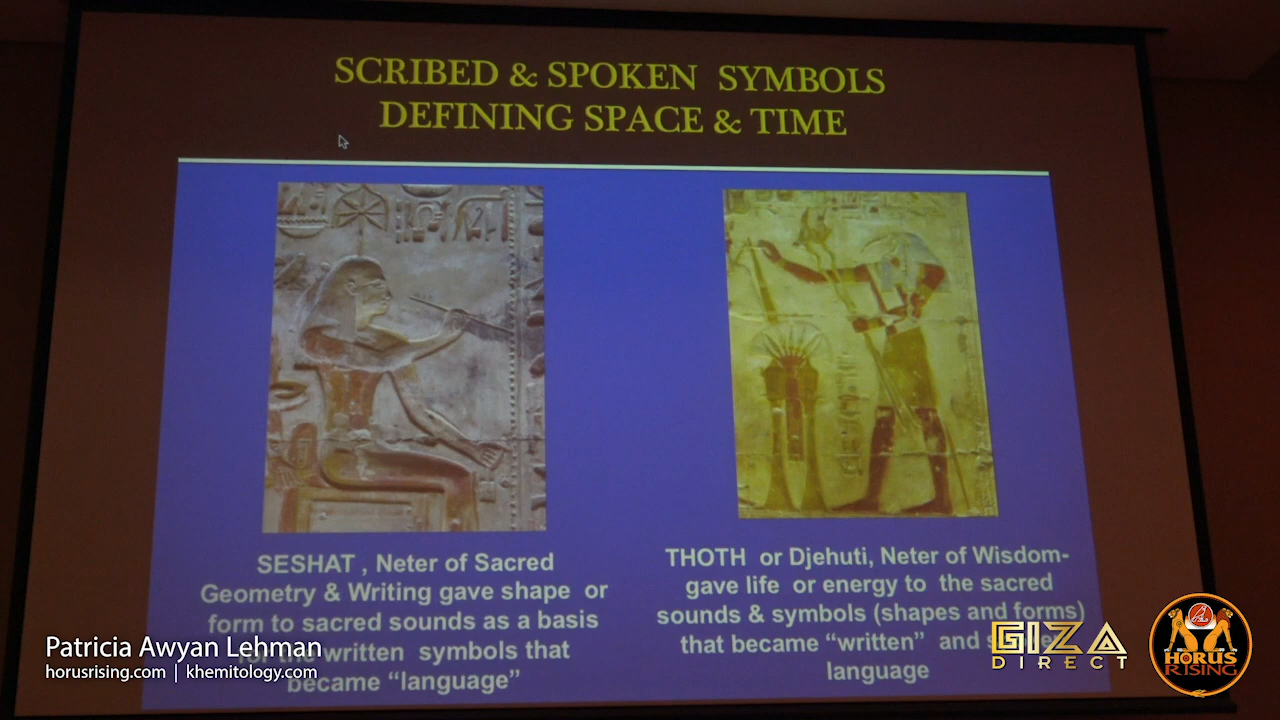 SCRIBED & SPOKEN SYMBOLS
DEFINING SPACE & TIME
SESHAT , Neter of Sacred
Geometry & Writing gave shape or
form to sacred sounds as a basis
for the written symbols that
became “language”
THOTH or Djehuti, Neter of Wisdom-
gave life or energy to the sacred
sounds & symbols (shapes and forms)
that became “written” and
language
Patricia Awyan Lehman
horusrising.com | khemitology.com
GIZA
DIRECT
HORUS
RISING